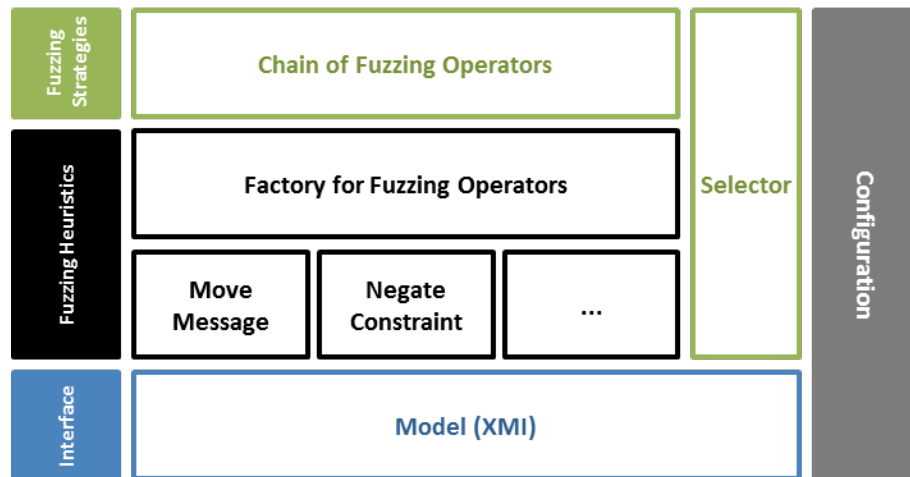 Fuzzing
Strategies
Chain of Fuzzing Operators
Selector
Configuration
Fuzzing Heuristics
Factory for Fuzzing Operators
Move
Message
Negate
Constraint
...
Interface
Model (XMI)